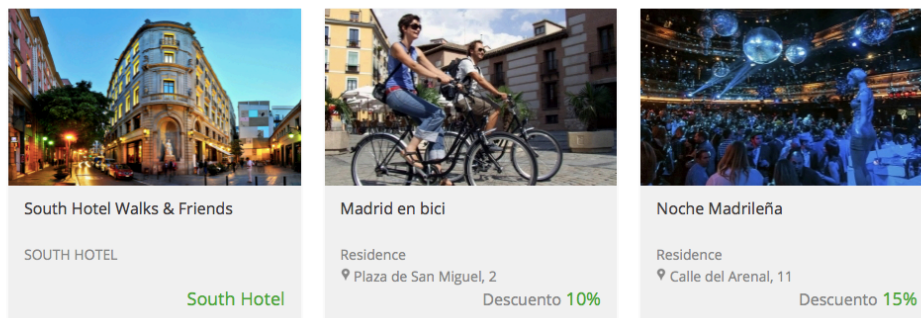 South Hotel Walks & Friends
SOUTH HOTEL
South Hotel
Madrid en bici
Residence
Plaza de San Miguel, 2
Descuento 10%
Noche Madrileña
Residence
Calle del Arenal, 11
Descuento 15%